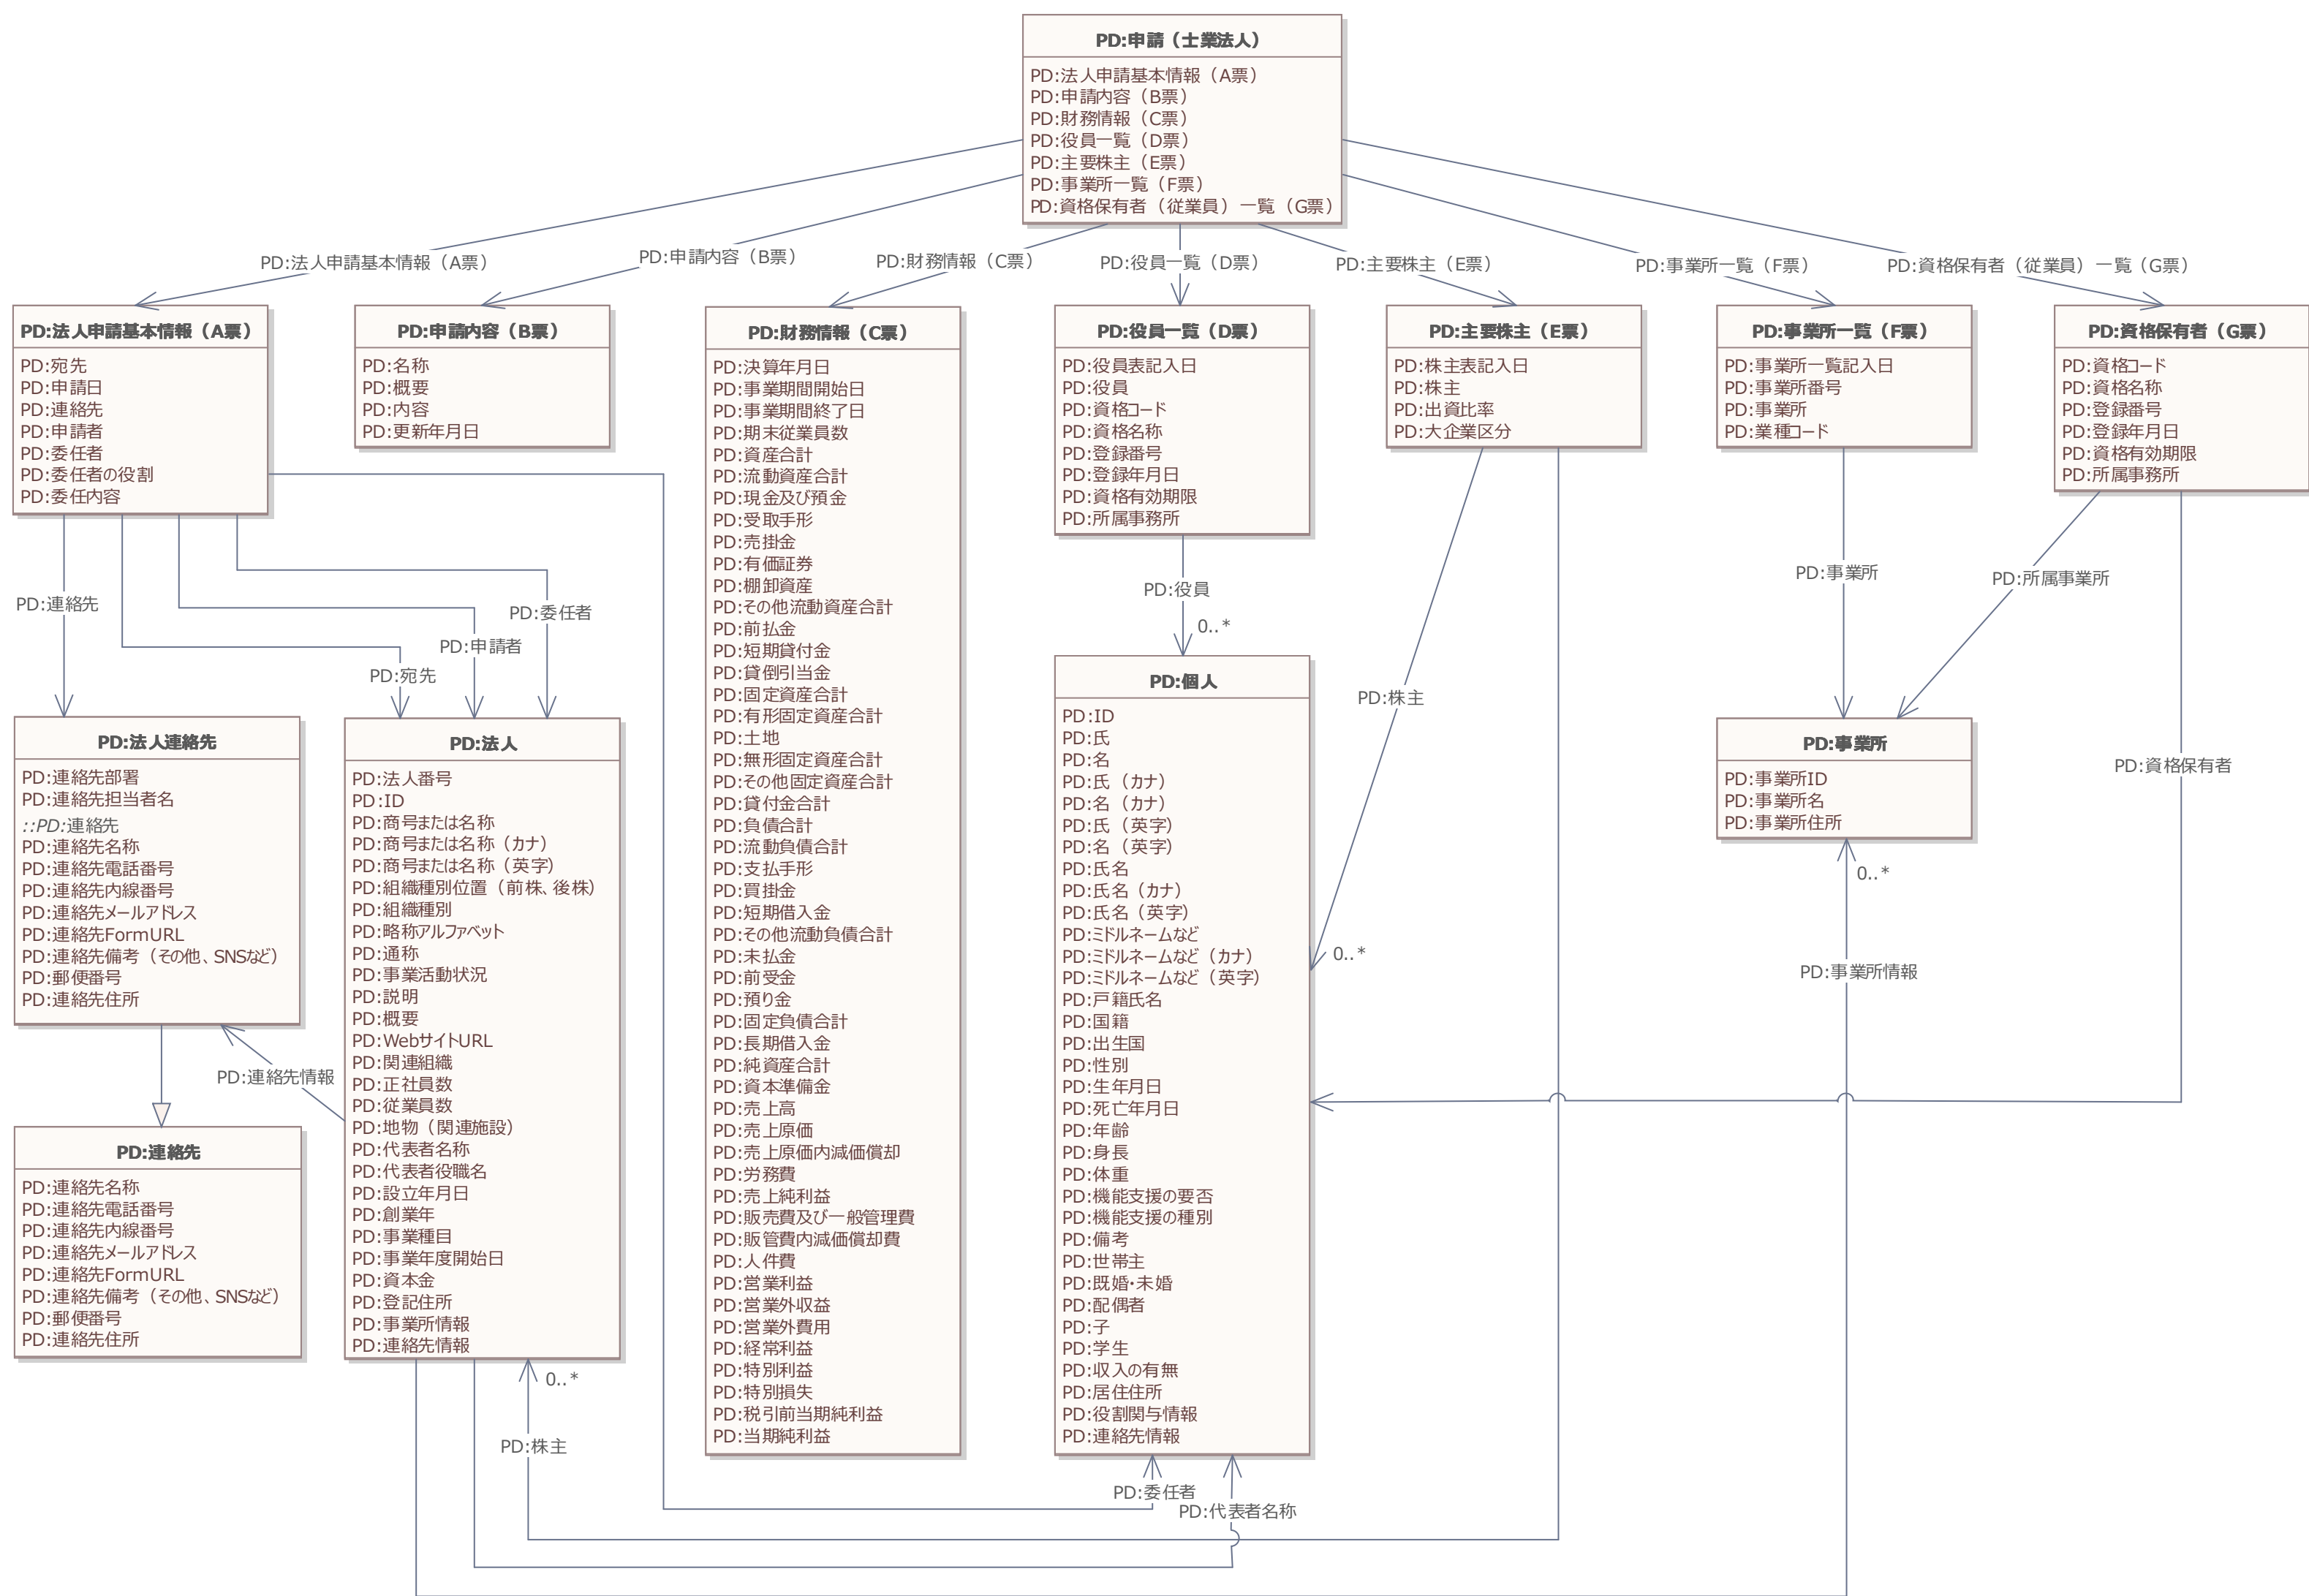 PD:申請（士業法人）
PD:法人申請基本情報（A票）
PD:申請内容（B票）
PD:財務情報（C票）
PD:役員一覧（D票）
PD:主要株主（E票）
PD:事業所一覧（F票）
PD:資格保有者（従業員）一覧（G票）
PD:法人申請基本情報（A票）
PD:申請内容（B票）
PD:財務情報（C票）
PD:役員一覧（D票）
PD:主要株主（E票）
PD:事業所一覧（F票）
PD:資格保有者（従業員）一覧（G票）
PD:法人申請基本情報（A票）
PD:宛先
PD:申請日
PD:連絡先
PD:申請者
PD:委任者
PD:委任者の役割
PD:委任内容
PD:申請内容（B票）
PD:名称
PD:概要
PD:内容
PD:更新年月日
PD:財務情報（C票）
PD:決算年月日
PD:事業期間開始日
PD:事業期間終了日
PD:期末従業員数
PD:資産合計
PD:流動資産合計
PD:現金及び預金
PD:受取手形
PD:売掛金
PD:有価証券
PD:棚卸資産
PD:その他流動資産合計
PD:前払金
PD:短期貸付金
PD:貸倒引当金
PD:固定資産合計
PD:有形固定資産合計
PD:土地
PD:無形固定資産合計
PD:その他固定資産合計
PD:貸付金合計
PD:負債合計
PD:流動負債合計
PD:支払手形
PD:買掛金
PD:短期借入金
PD:その他流動負債合計
PD:未払金
PD:前受金
PD:預り金
PD:固定負債合計
PD:長期借入金
PD:純資産合計
PD:資本準備金
PD:売上高
PD:売上原価
PD:売上原価内減価償却
PD:労務費
PD:売上純利益
PD:販売費及び一般管理費
PD:販管費内減価償却費
PD:人件費
PD:営業利益
PD:営業外収益
PD:営業外費用
PD:経常利益
PD:特別利益
PD:特別損失
PD:税引前当期純利益
PD:当期純利益
PD:役員一覧（D票）
PD:役員表記入日
PD:役員
PD:資格コード
PD:資格名称
PD:登録番号
PD:登録年月日
PD:資格有効期限
PD:所属事務所
PD:主要株主（E票）
PD:株主表記入日
PD:株主
PD:出資比率
PD:大企業区分
PD:事業所一覧（F票）
PD:事業所一覧記入日
PD:事業所番号
PD:事業所
PD:業種コード
PD:資格保有者（G票）
PD:資格コード
PD:資格名称
PD:登録番号
PD:登録年月日
PD:資格有効期限
PD:所属事務所
PD:連絡先
PD:宛先
PD:申請者
PD:委任者
PD:役員
0..*
PD:株主
0..*
PD:事業所
PD:所属事業所
PD:資格保有者
PD:法人連絡先
PD:連絡先部署
PD:連絡先担当者名
::PD:連絡先
PD:連絡先名称
PD:連絡先電話番号
PD:連絡先内線番号
PD:連絡先メールアドレス
PD:連絡先FormURL
PD:連絡先備考（その他、SNSなど）
PD:郵便番号
PD:連絡先住所
PD:連絡先情報
PD:連絡先
PD:連絡先名称
PD:連絡先電話番号
PD:連絡先内線番号
PD:連絡先メールアドレス
PD:連絡先FormURL
PD:連絡先備考（その他、SNSなど）
PD:郵便番号
PD:連絡先住所
PD:法人
PD:法人番号
PD:ID
PD:商号または名称
PD:商号または名称（カナ）
PD:商号または名称（英字）
PD:組織種別位置（前株、後株）
PD:組織種別
PD:略称アルファベット
PD:通称
PD:事業活動状況
PD:説明
PD:概要
PD:WebサイトURL
PD:関連組織
PD:正社員数
PD:従業員数
PD:地物（関連施設）
PD:代表者名称
PD:代表者役職名
PD:設立年月日
PD:創業年
PD:事業種目
PD:事業年度開始日
PD:資本金
PD:登記住所
PD:事業所情報
PD:連絡先情報
PD:個人
PD:ID
PD:氏
PD:名
PD:氏（カナ）
PD:名（カナ）
PD:氏（英字）
PD:名（英字）
PD:氏名
PD:氏名（カナ）
PD:氏名（英字）
PD:ミドルネームなど
PD:ミドルネームなど（カナ）
PD:ミドルネームなど（英字）
PD:戸籍氏名
PD:国籍
PD:出生国
PD:性別
PD:生年月日
PD:死亡年月日
PD:年齢
PD:身長
PD:体重
PD:機能支援の要否
PD:機能支援の種別
PD:備考
PD:世帯主
PD:既婚・未婚
PD:配偶者
PD:子
PD:学生
PD:収入の有無
PD:居住住所
PD:役割関与情報
PD:連絡先情報
PD:事業所
PD:事業所ID
PD:事業所名
PD:事業所住所
0..*
PD:事業所情報
0..*
PD:株主
PD:委任者
PD:代表者名称